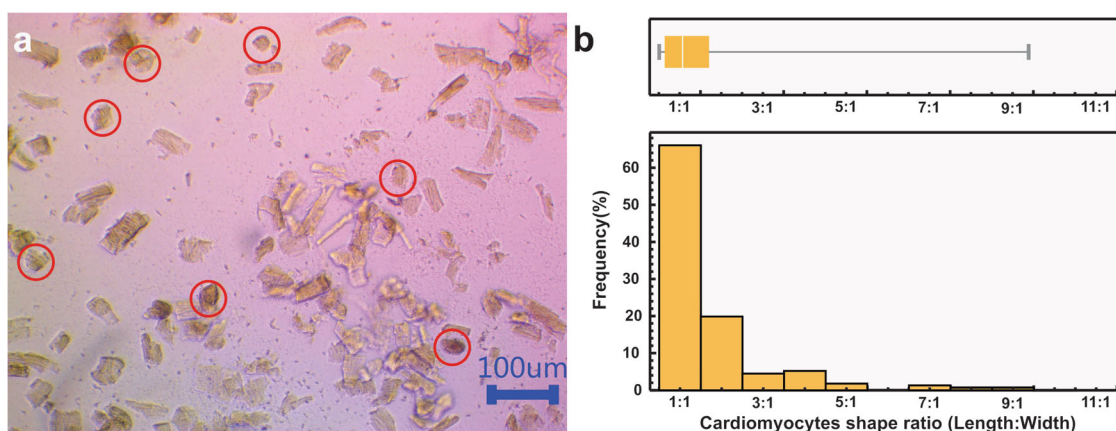 a
100um
b
1:1 3:1 5:1 7:1 9:1 11:1
Frequency(%)
60
50
40
30
20
10
0
1:1 3:1 5:1 7:1 9:1 11:1
Cardiomyocytes shape ratio (Length:Width)